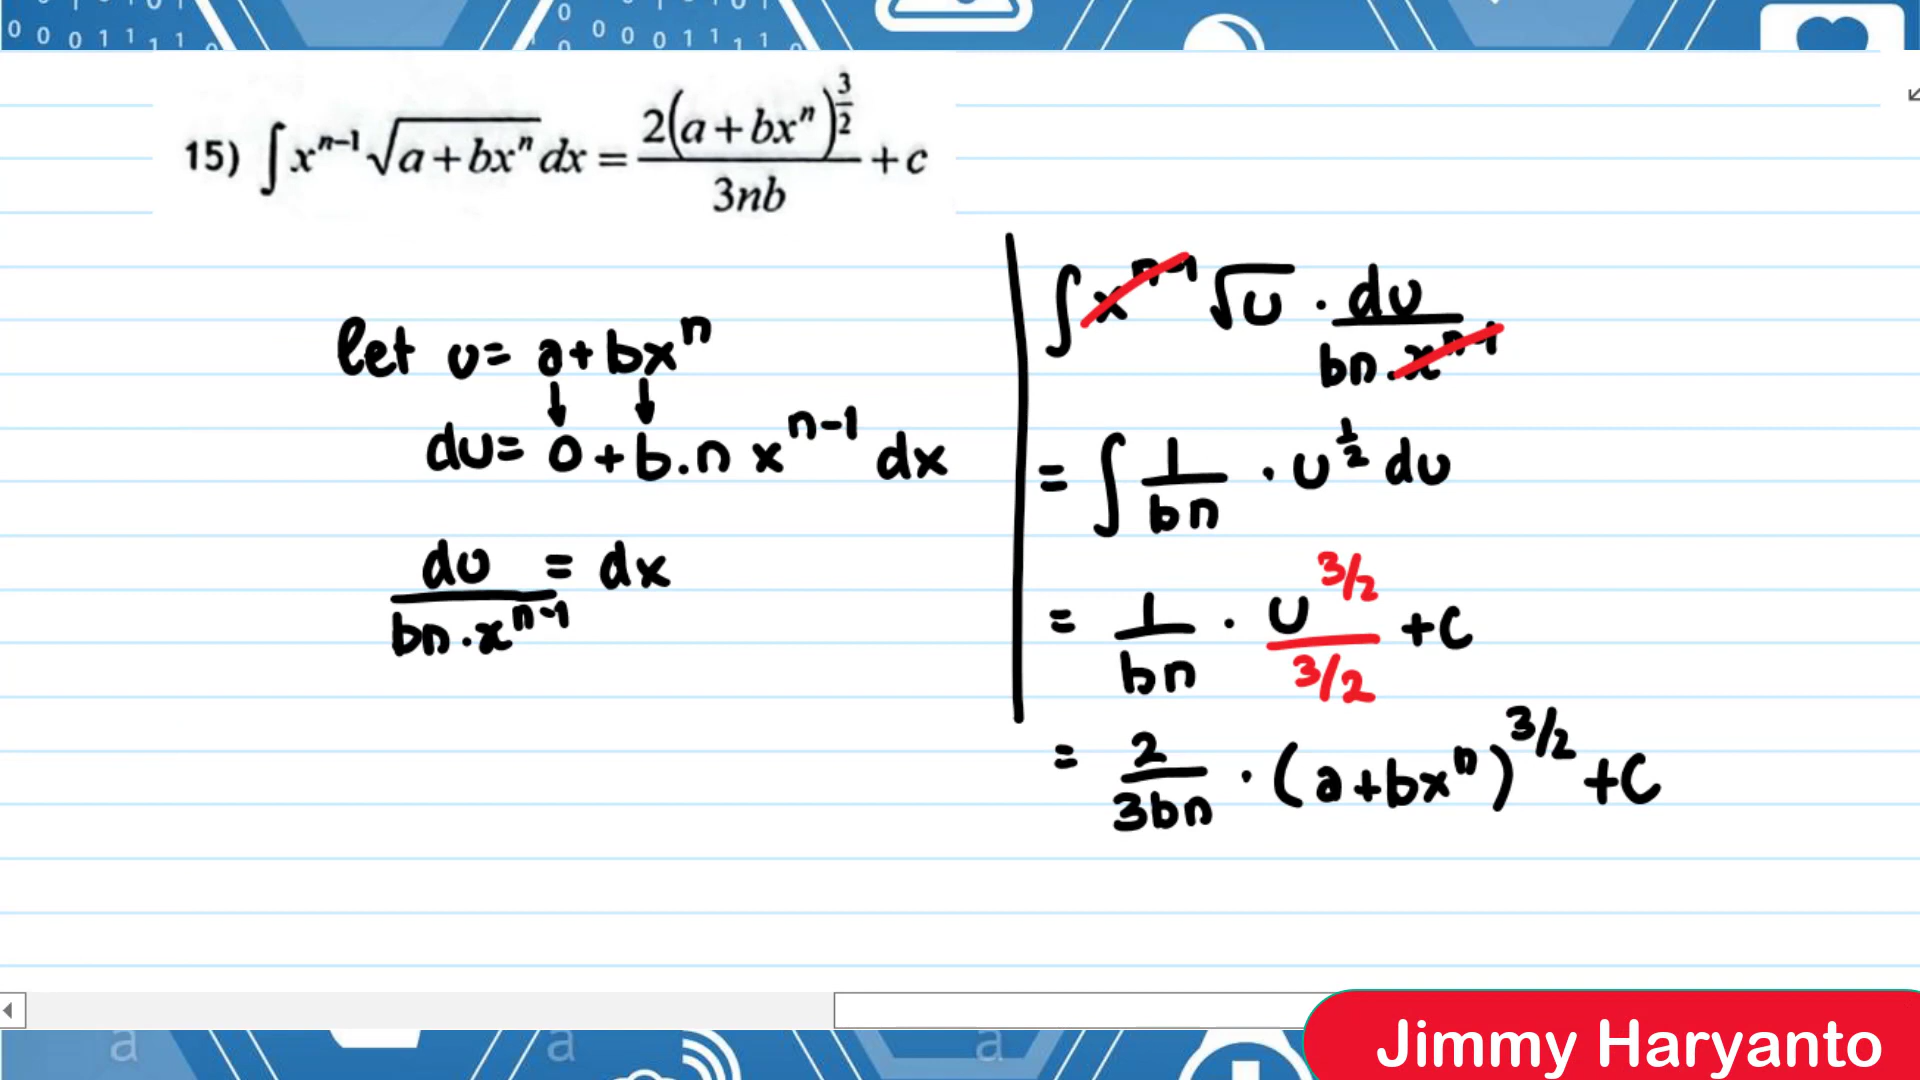 15) ∫ x^{n-1} √(a + bx^n) dx = 2(a + bx^n)^{3/2} / 3nb + c
let u = a + bx^n
du = 0 + b.n x^{n-1} dx
du / bn.x^{n-1} = dx
∫ x^{n-1} √u · du / bn.x^{n-1}
= ∫ 1/bn · u^{1/2} du
= 1/bn · u^{3/2} / 3/2 + C
= 2/3bn · (a+bx^n)^{3/2} + C
Jimmy Haryanto